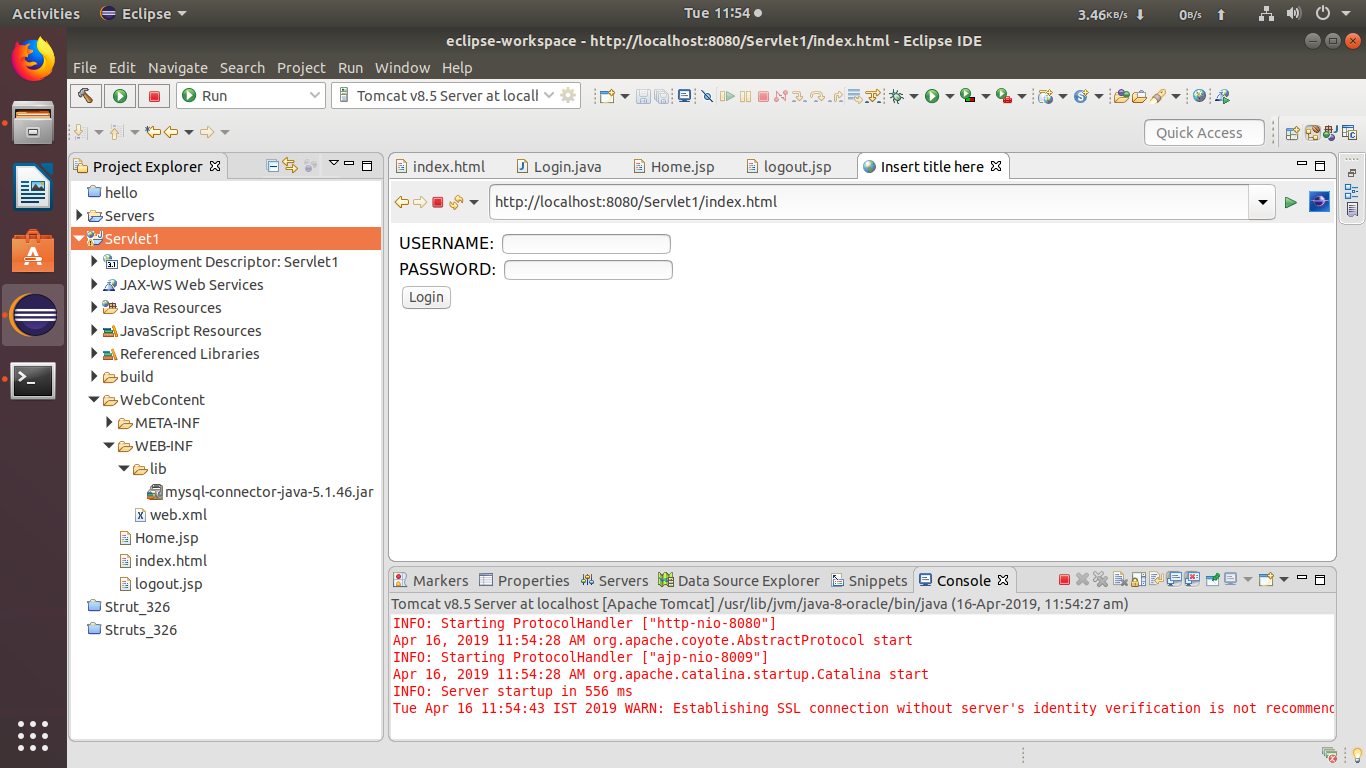 Activities Eclipse Tue 11:54 3.46KB/s 0B/s
eclipse-workspace - http://localhost:8080/Servlet1/index.html - Eclipse IDE
File Edit Navigate Search Project Run Window Help
Run Tomcat v8.5 Server at locall
Quick Access
Project Explorer
hello
Servers
Servlet1
Deployment Descriptor: Servlet1
JAX-WS Web Services
Java Resources
JavaScript Resources
Referenced Libraries
build
WebContent
META-INF
WEB-INF
lib
mysql-connector-java-5.1.46.jar
web.xml
Home.jsp
index.html
logout.jsp
Strut_326
Struts_326
index.html Login.java Home.jsp logout.jsp Insert title here
http://localhost:8080/Servlet1/index.html
USERNAME:
PASSWORD:
Login
Markers Properties Servers Data Source Explorer Snippets Console
Tomcat v8.5 Server at localhost [Apache Tomcat] /usr/lib/jvm/java-8-oracle/bin/java (16-Apr-2019, 11:54:27 am)
INFO: Starting ProtocolHandler ["http-nio-8080"]
Apr 16, 2019 11:54:28 AM org.apache.coyote.AbstractProtocol start
INFO: Starting ProtocolHandler ["ajp-nio-8009"]
Apr 16, 2019 11:54:28 AM org.apache.catalina.startup.Catalina start
INFO: Server startup in 556 ms
Tue Apr 16 11:54:43 IST 2019 WARN: Establishing SSL connection without server's identity verification is not recommend